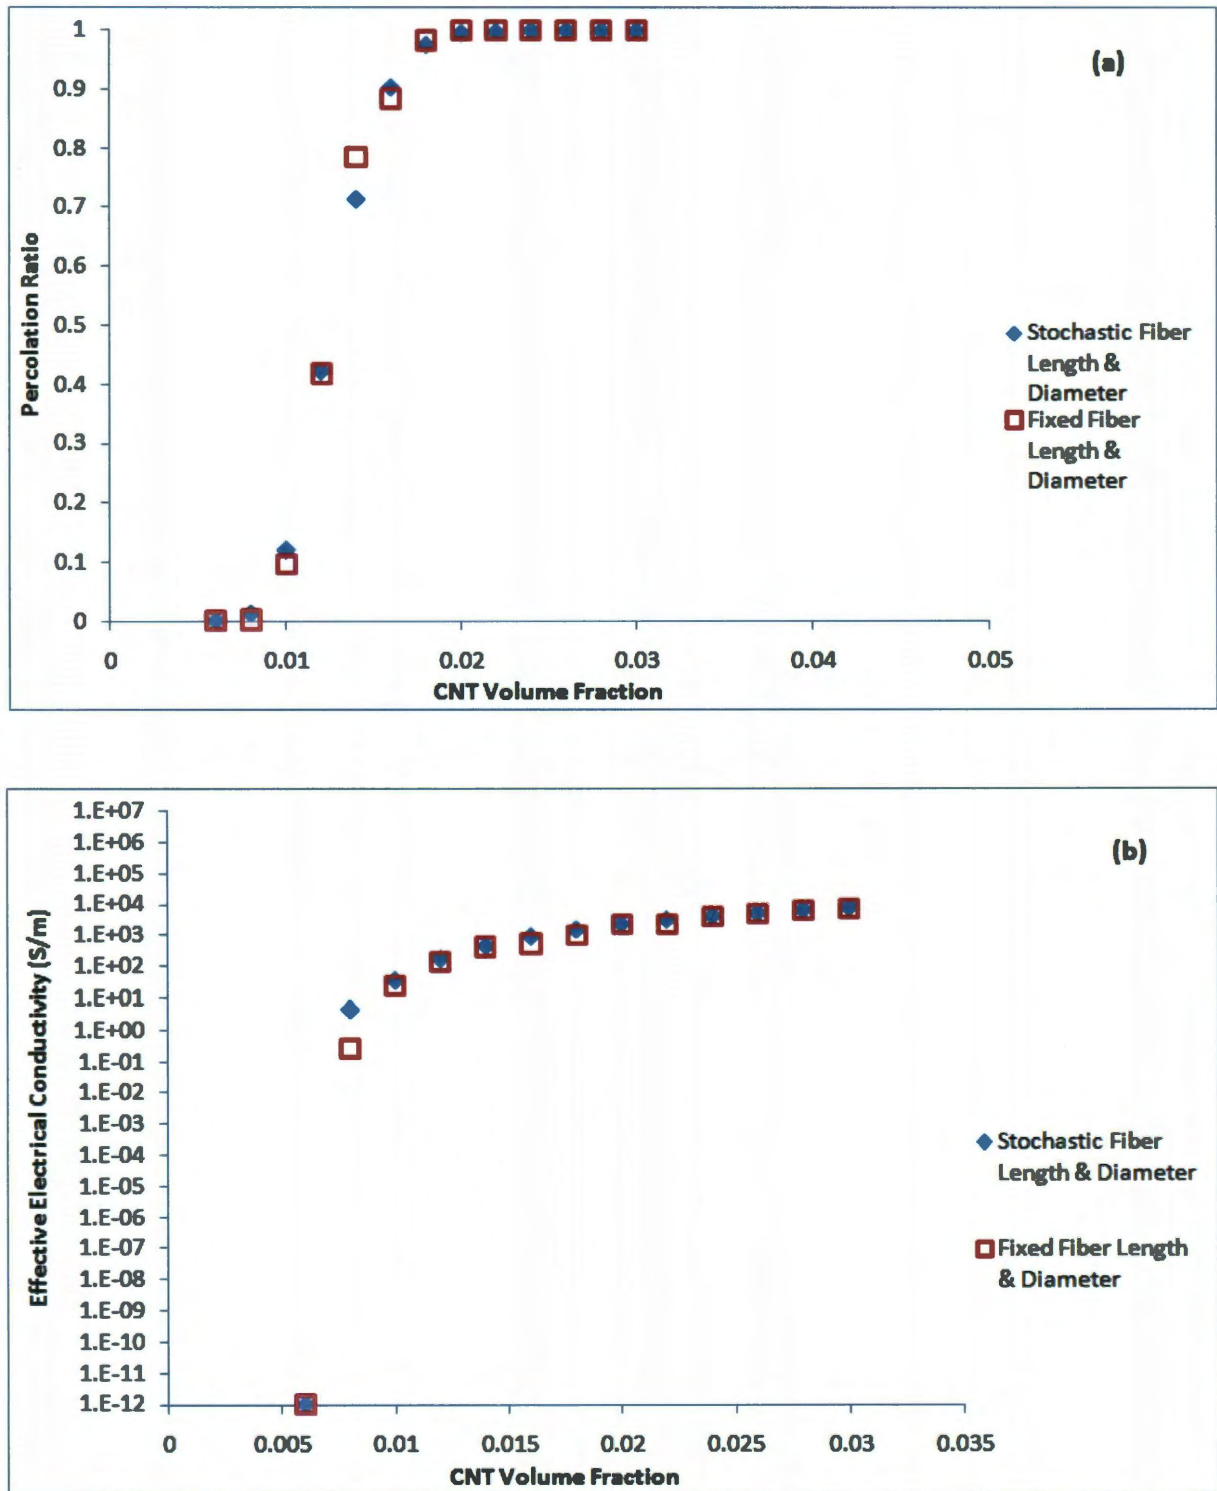 (a)
1
0.9
0.8
0.7
0.6
0.5
0.4
0.3
0.2
0.1
0
Percolation Ratio
0 0.01 0.02 0.03 0.04 0.05
CNT Volume Fraction
Stochastic Fiber
Length &
Diameter
Fixed Fiber
Length &
Diameter
(b)
1.E+07
1.E+06
1.E+05
1.E+04
1.E+03
1.E+02
1.E+01
1.E+00
1.E-01
1.E-02
1.E-03
1.E-04
1.E-05
1.E-06
1.E-07
1.E-08
1.E-09
1.E-10
1.E-11
1.E-12
Effective Electrical Conductivity (S/m)
0 0.005 0.01 0.015 0.02 0.025 0.03 0.035
CNT Volume Fraction
Stochastic Fiber
Length & Diameter
Fixed Fiber Length
& Diameter